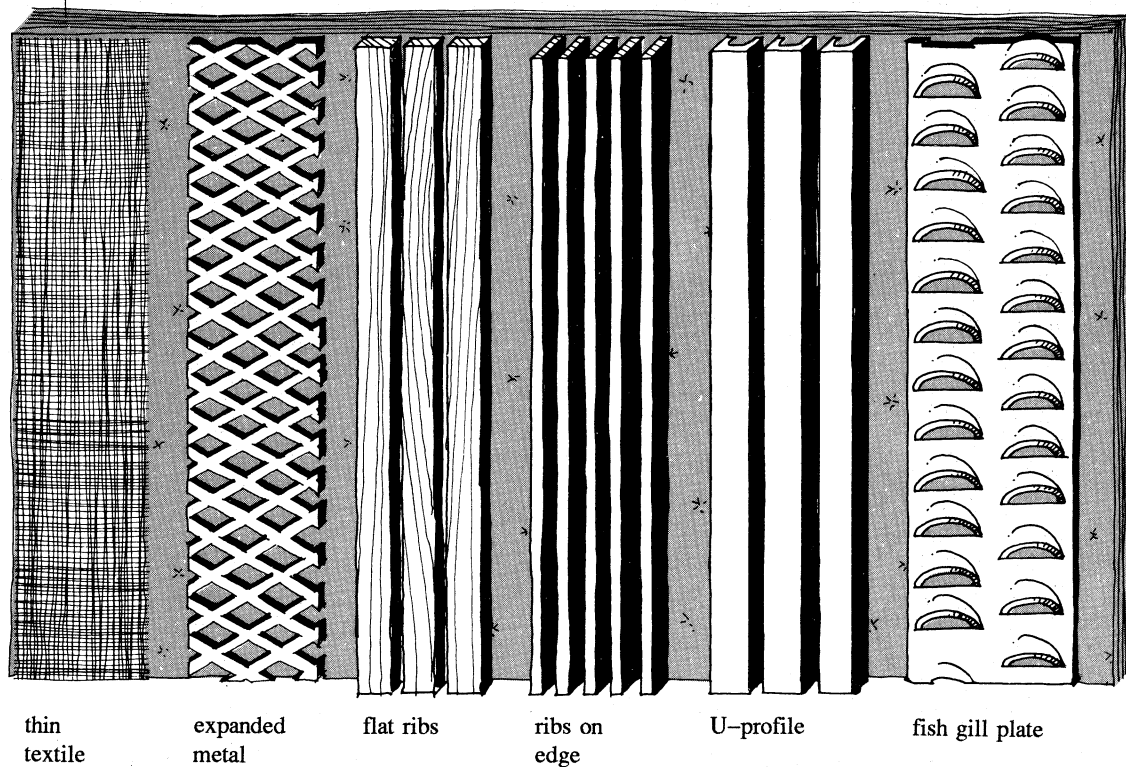 thin
textile
expanded
metal
flat ribs
ribs on
edge
U–profile
fish gill plate